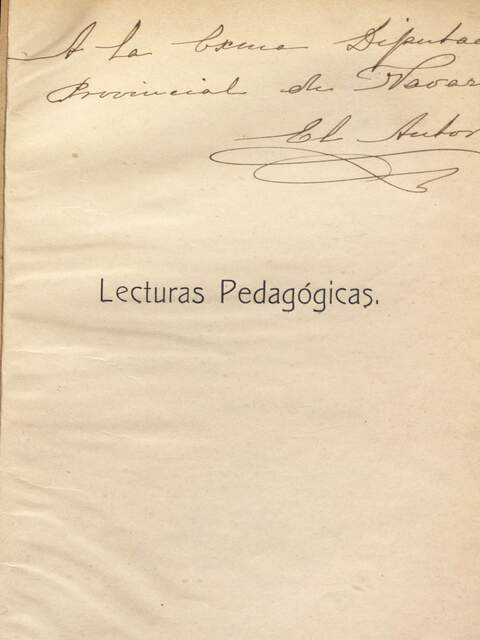 A la Exma Diputac
Provincial de Navar
El Autor
Lecturas Pedagógicas.